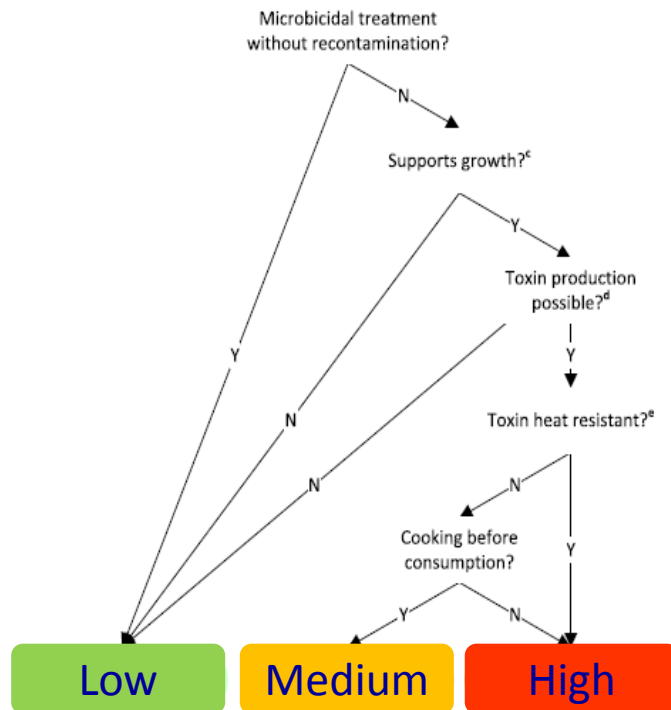 Microbicidal treatment
without recontamination?
N
Supports growth?c
Y
Toxin production
possible?d
Y
Y
N
Toxin heat resistant?e
N
N
Cooking before
consumption?
Y
Y
N
Low
Medium
High